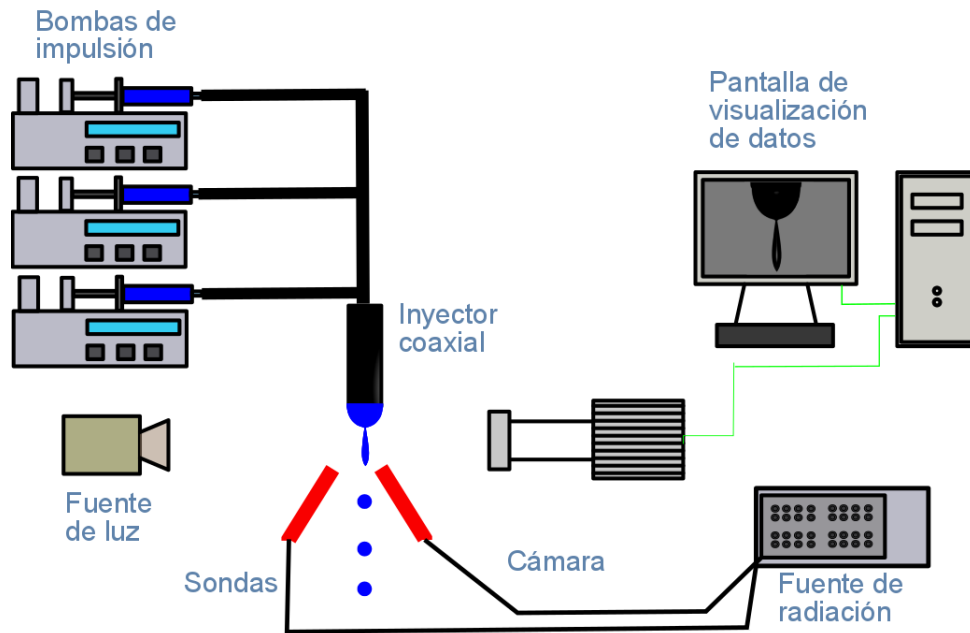 Bombas de
impulsión
Pantalla de
visualización
de datos
Inyector
coaxial
Fuente
de luz
Sondas
Cámara
Fuente de
radiación